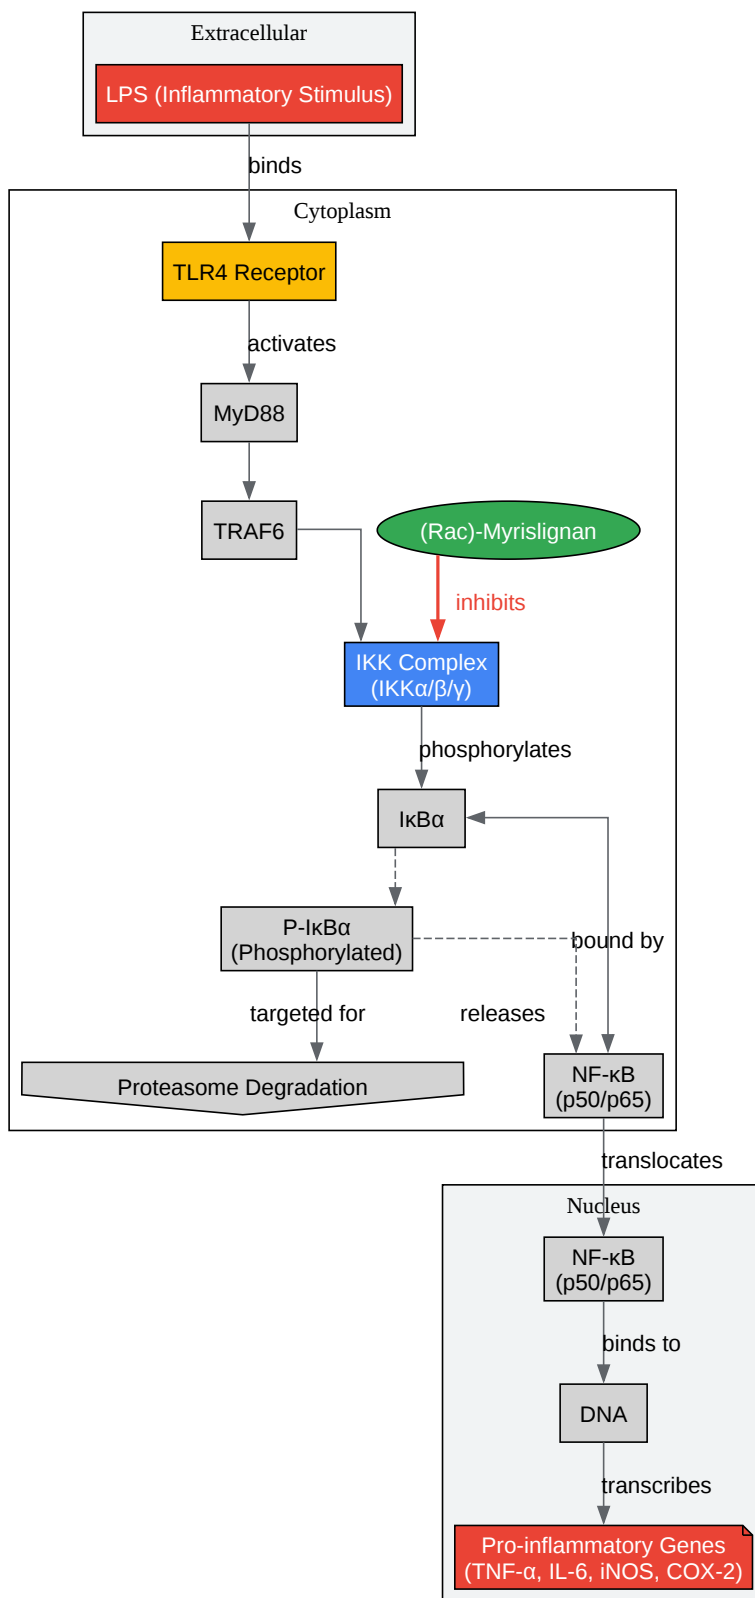 Extracellular
LPS (Inflammatory Stimulus)
binds
Cytoplasm
TLR4 Receptor
activates
MyD88
TRAF6
(Rac)-Myrislignan
inhibits
IKK Complex
(IKKα/β/γ)
phosphorylates
IκBα
P-IκBα
(Phosphorylated)
bound by
targeted for
releases
Proteasome Degradation
NF-κB
(p50/p65)
translocates
Nucleus
NF-κB
(p50/p65)
binds to
DNA
transcribes
Pro-inflammatory Genes
(TNF-α, IL-6, iNOS, COX-2)